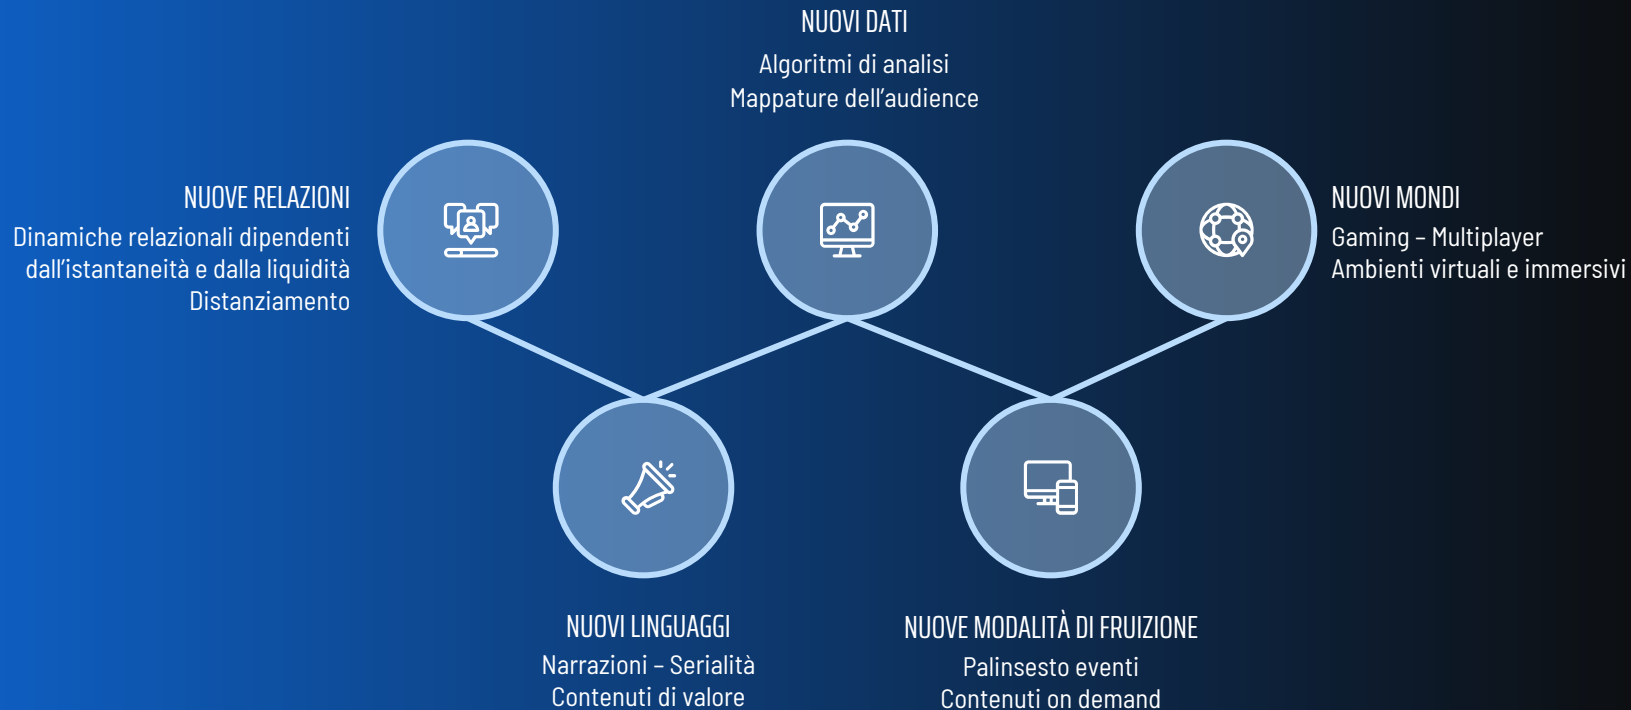 NUOVI DATI
Algoritmi di analisi
Mappature dell'audience
NUOVE RELAZIONI
Dinamiche relazionali dipendenti
dall'istantaneità e dalla liquidità
Distanziamento
NUOVI MONDI
Gaming – Multiplayer
Ambienti virtuali e immersivi
NUOVI LINGUAGGI
Narrazioni – Serialità
Contenuti di valore
NUOVE MODALITÀ DI FRUIZIONE
Palinsesto eventi
Contenuti on demand